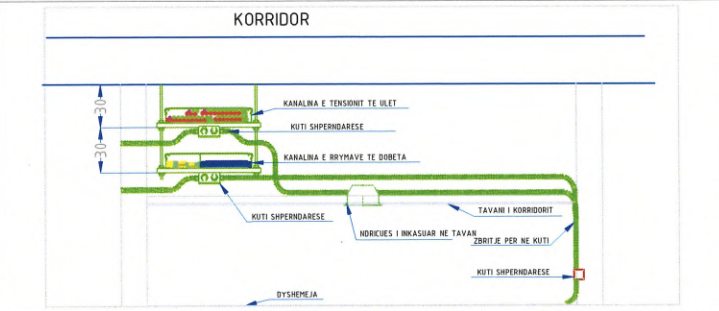 KORRIDOR
30
KANALINA E TENSIONIT TE ULET
KUTI SHPERNDARESE
30
KANALINA E RRYMAVE TE DOBETA
KUTI SHPERNDARESE
TAVANI I KORRIDORIT
NDRICUES I INKASUAR NE TAVAN
ZBRITJE PER NE KUTI
KUTI SHPERNDARESE
DYSHEMEJA